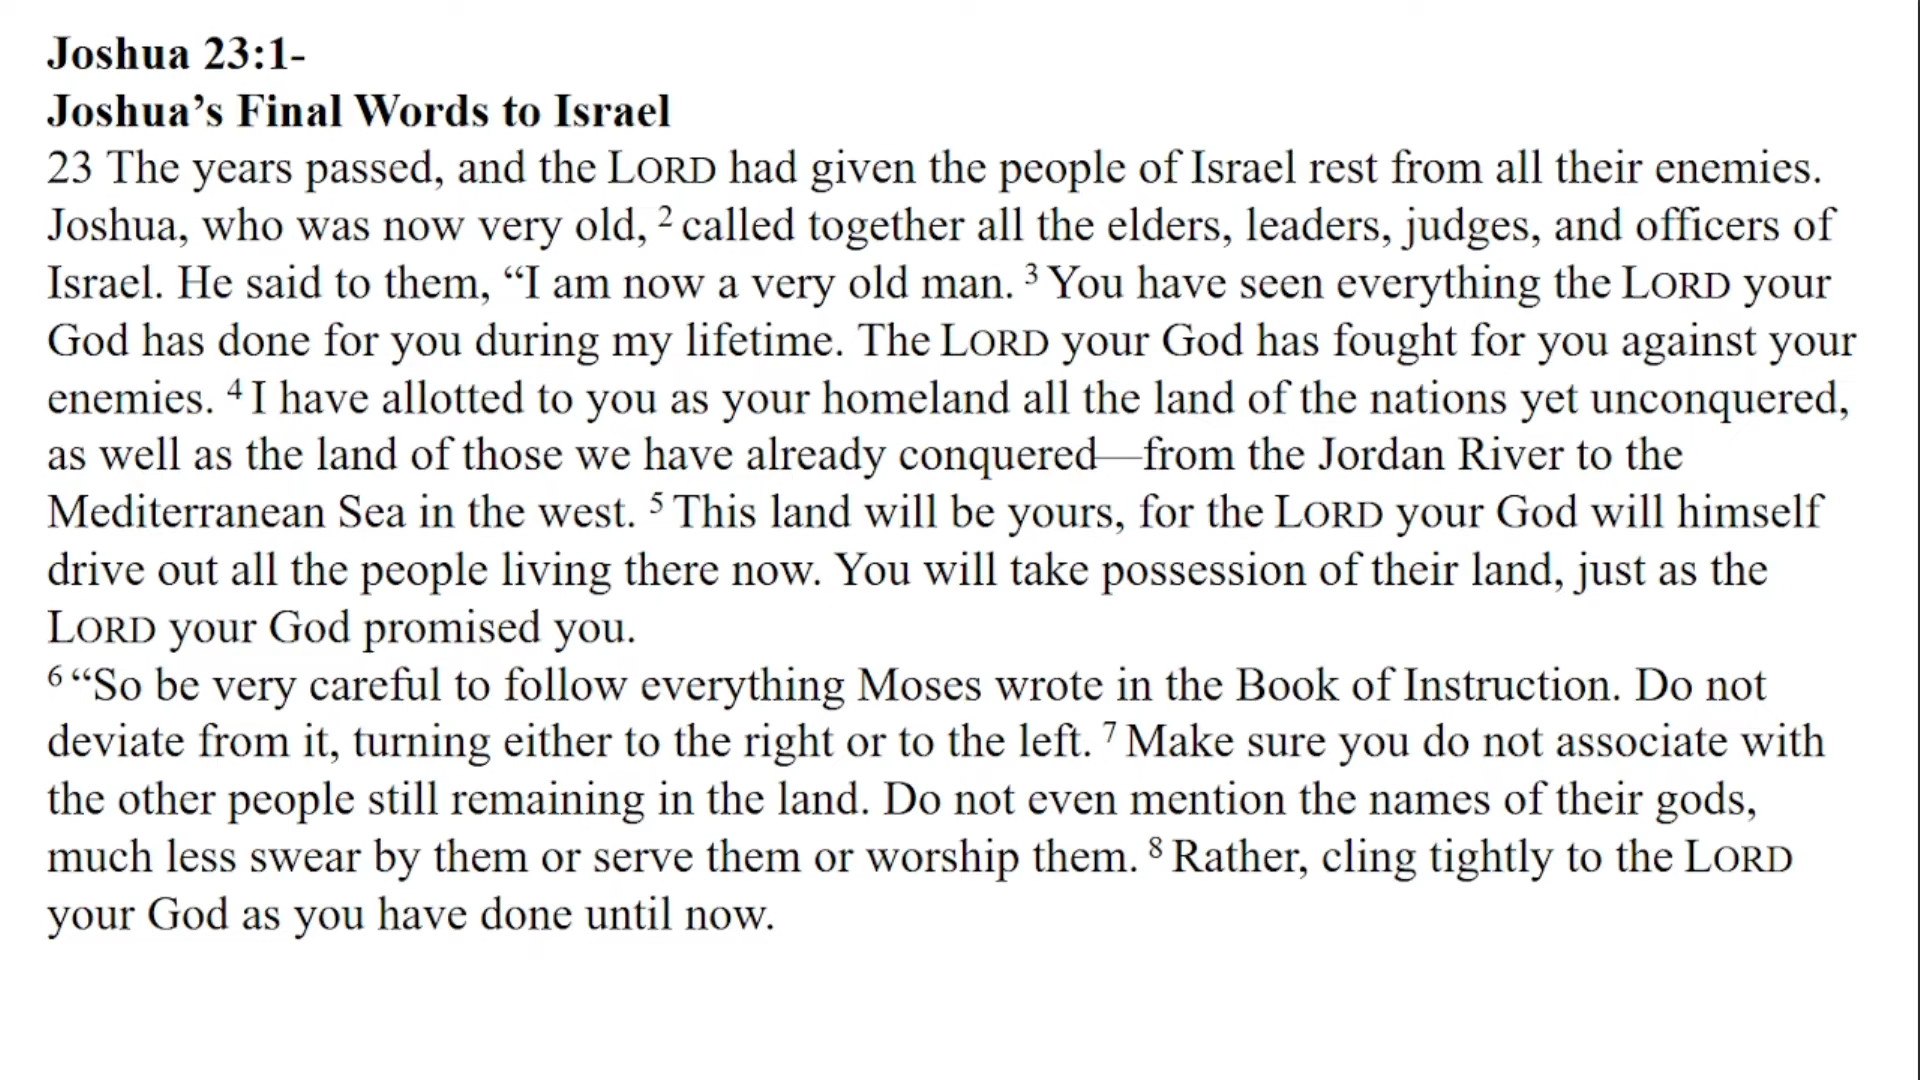 Joshua 23:1-
Joshua’s Final Words to Israel
23 The years passed, and the LORD had given the people of Israel rest from all their enemies.
Joshua, who was now very old, 2 called together all the elders, leaders, judges, and officers of
Israel. He said to them, “I am now a very old man. 3 You have seen everything the LORD your
God has done for you during my lifetime. The LORD your God has fought for you against your
enemies. 4 I have allotted to you as your homeland all the land of the nations yet unconquered,
as well as the land of those we have already conquered—from the Jordan River to the
Mediterranean Sea in the west. 5 This land will be yours, for the LORD your God will himself
drive out all the people living there now. You will take possession of their land, just as the
LORD your God promised you.
6 “So be very careful to follow everything Moses wrote in the Book of Instruction. Do not
deviate from it, turning either to the right or to the left. 7 Make sure you do not associate with
the other people still remaining in the land. Do not even mention the names of their gods,
much less swear by them or serve them or worship them. 8 Rather, cling tightly to the LORD
your God as you have done until now.